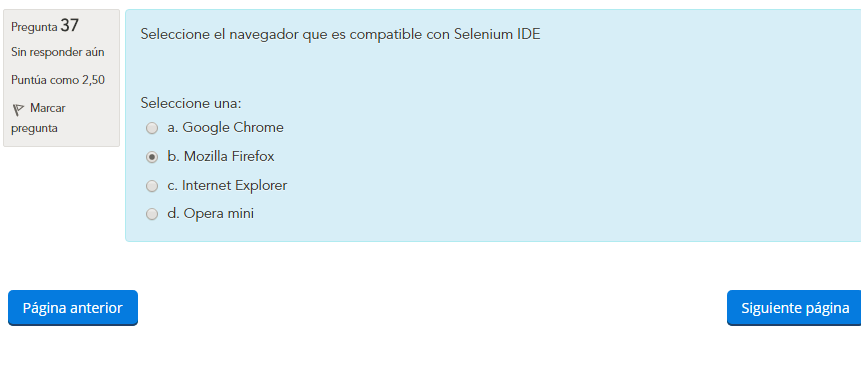 Pregunta 37
Sin responder aún
Puntúa como 2,50
Marcar
pregunta
Seleccione el navegador que es compatible con Selenium IDE
Seleccione una:
a. Google Chrome
b. Mozilla Firefox
c. Internet Explorer
d. Opera mini
Página anterior
Siguiente página